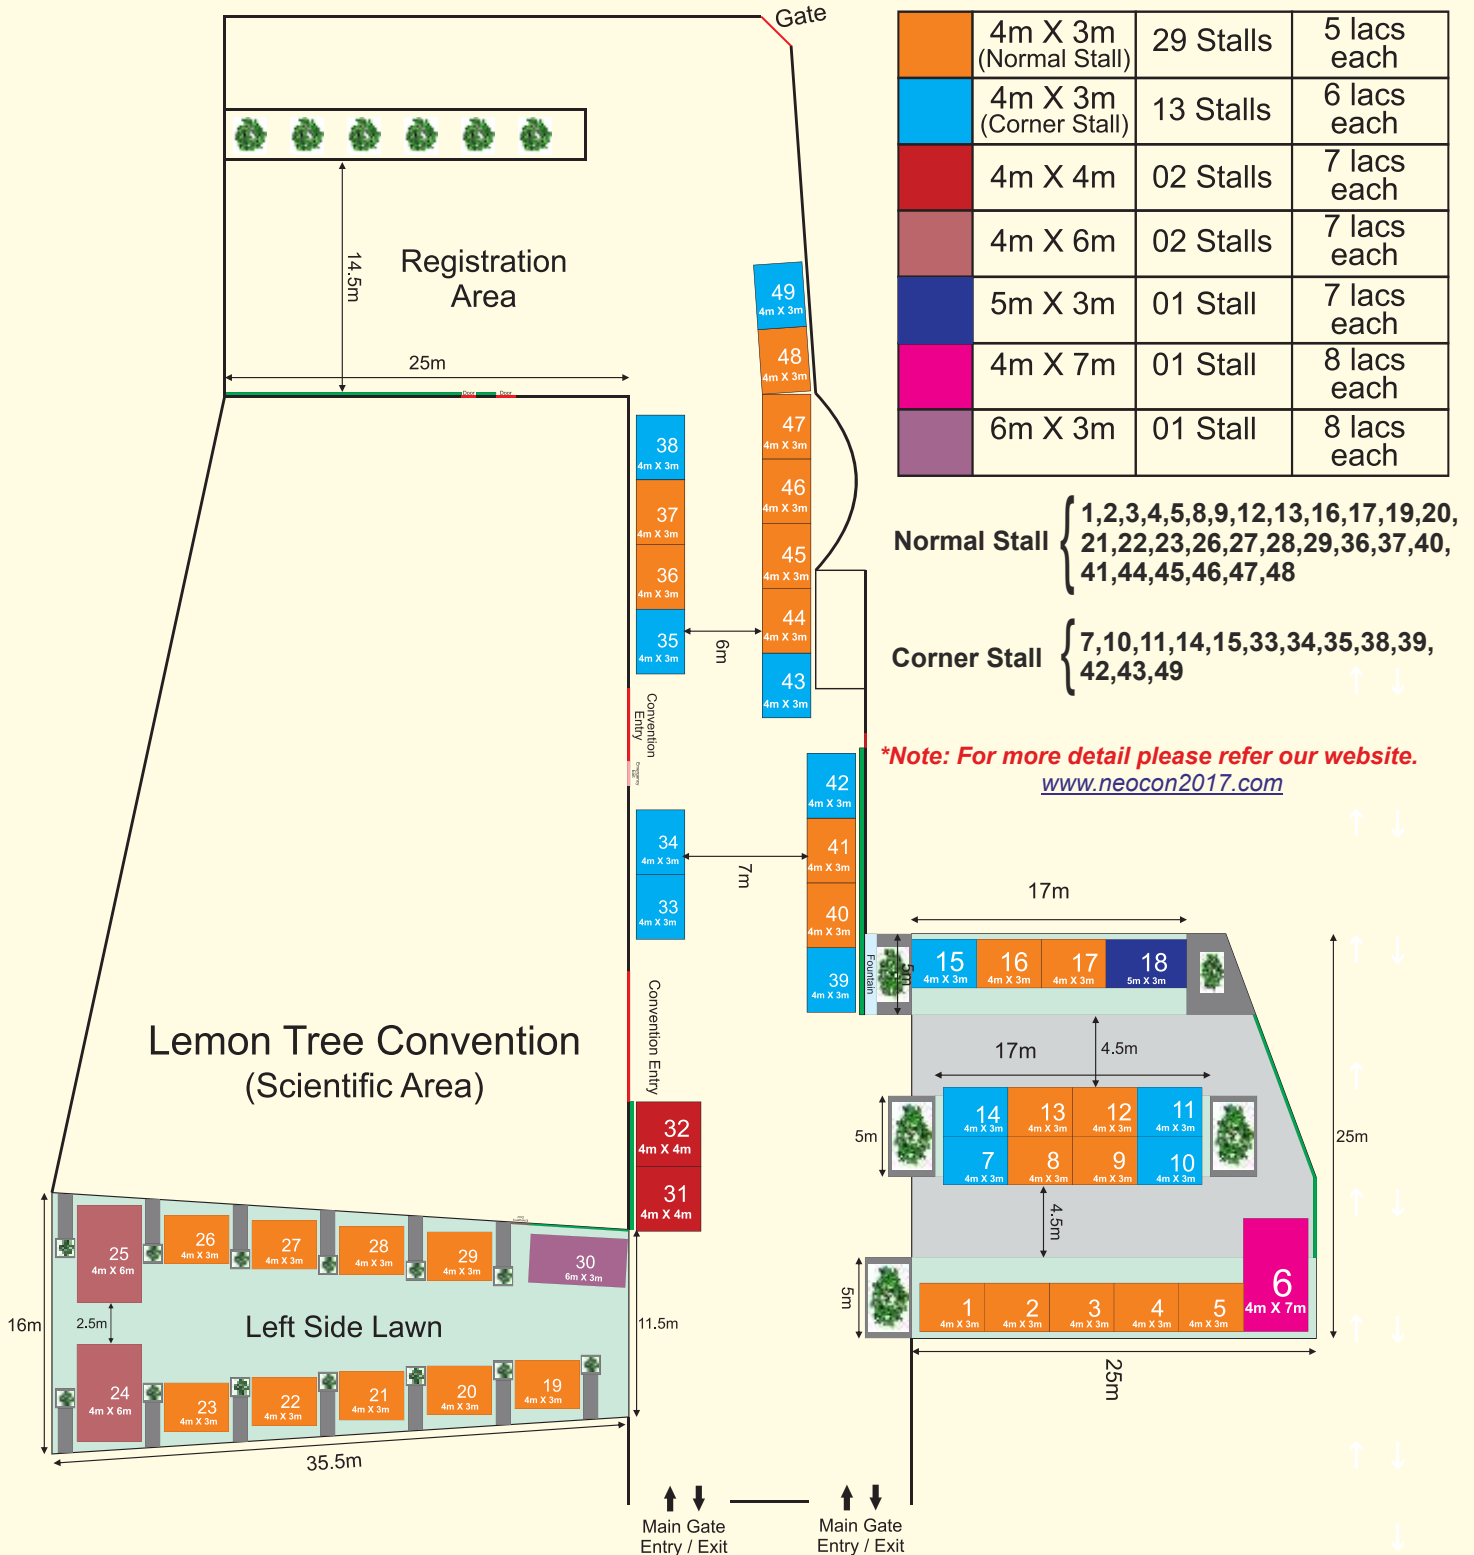 Gate
4m X 3m
(Normal Stall)
29 Stalls
5 lacs
each
4m X 3m
(Corner Stall)
13 Stalls
6 lacs
each
4m X 4m
02 Stalls
7 lacs
each
4m X 6m
02 Stalls
7 lacs
each
5m X 3m
01 Stall
7 lacs
each
4m X 7m
01 Stall
8 lacs
each
6m X 3m
01 Stall
8 lacs
each
Normal Stall { 1,2,3,4,5,8,9,12,13,16,17,19,20,
21,22,23,26,27,28,29,36,37,40,
41,44,45,46,47,48
Corner Stall { 7,10,11,14,15,33,34,35,38,39,
42,43,49
*Note: For more detail please refer our website.
www.neocon2017.com
Registration
Area
14.5m
25m
Door
Door
49
4m X 3m
48
4m X 3m
47
4m X 3m
46
4m X 3m
45
4m X 3m
44
4m X 3m
43
4m X 3m
38
4m X 3m
37
4m X 3m
36
4m X 3m
35
4m X 3m
6m
Convention
Entry
Emergency
Exit
34
4m X 3m
33
4m X 3m
7m
42
4m X 3m
41
4m X 3m
40
4m X 3m
39
4m X 3m
Fountain
5m
Convention Entry
Lemon Tree Convention
(Scientific Area)
32
4m X 4m
31
4m X 4m
17m
15
4m X 3m
16
4m X 3m
17
4m X 3m
18
5m X 3m
17m
4.5m
5m
14
4m X 3m
13
4m X 3m
12
4m X 3m
11
4m X 3m
7
4m X 3m
8
4m X 3m
9
4m X 3m
10
4m X 3m
25m
4.5m
5m
1
4m X 3m
2
4m X 3m
3
4m X 3m
4
4m X 3m
5
4m X 3m
6
4m X 7m
25m
25
4m X 6m
26
4m X 3m
27
4m X 3m
28
4m X 3m
29
4m X 3m
30
6m X 3m
16m
2.5m
Left Side Lawn
11.5m
24
4m X 6m
23
4m X 3m
22
4m X 3m
21
4m X 3m
20
4m X 3m
19
4m X 3m
35.5m
Main Gate
Entry / Exit
Main Gate
Entry / Exit